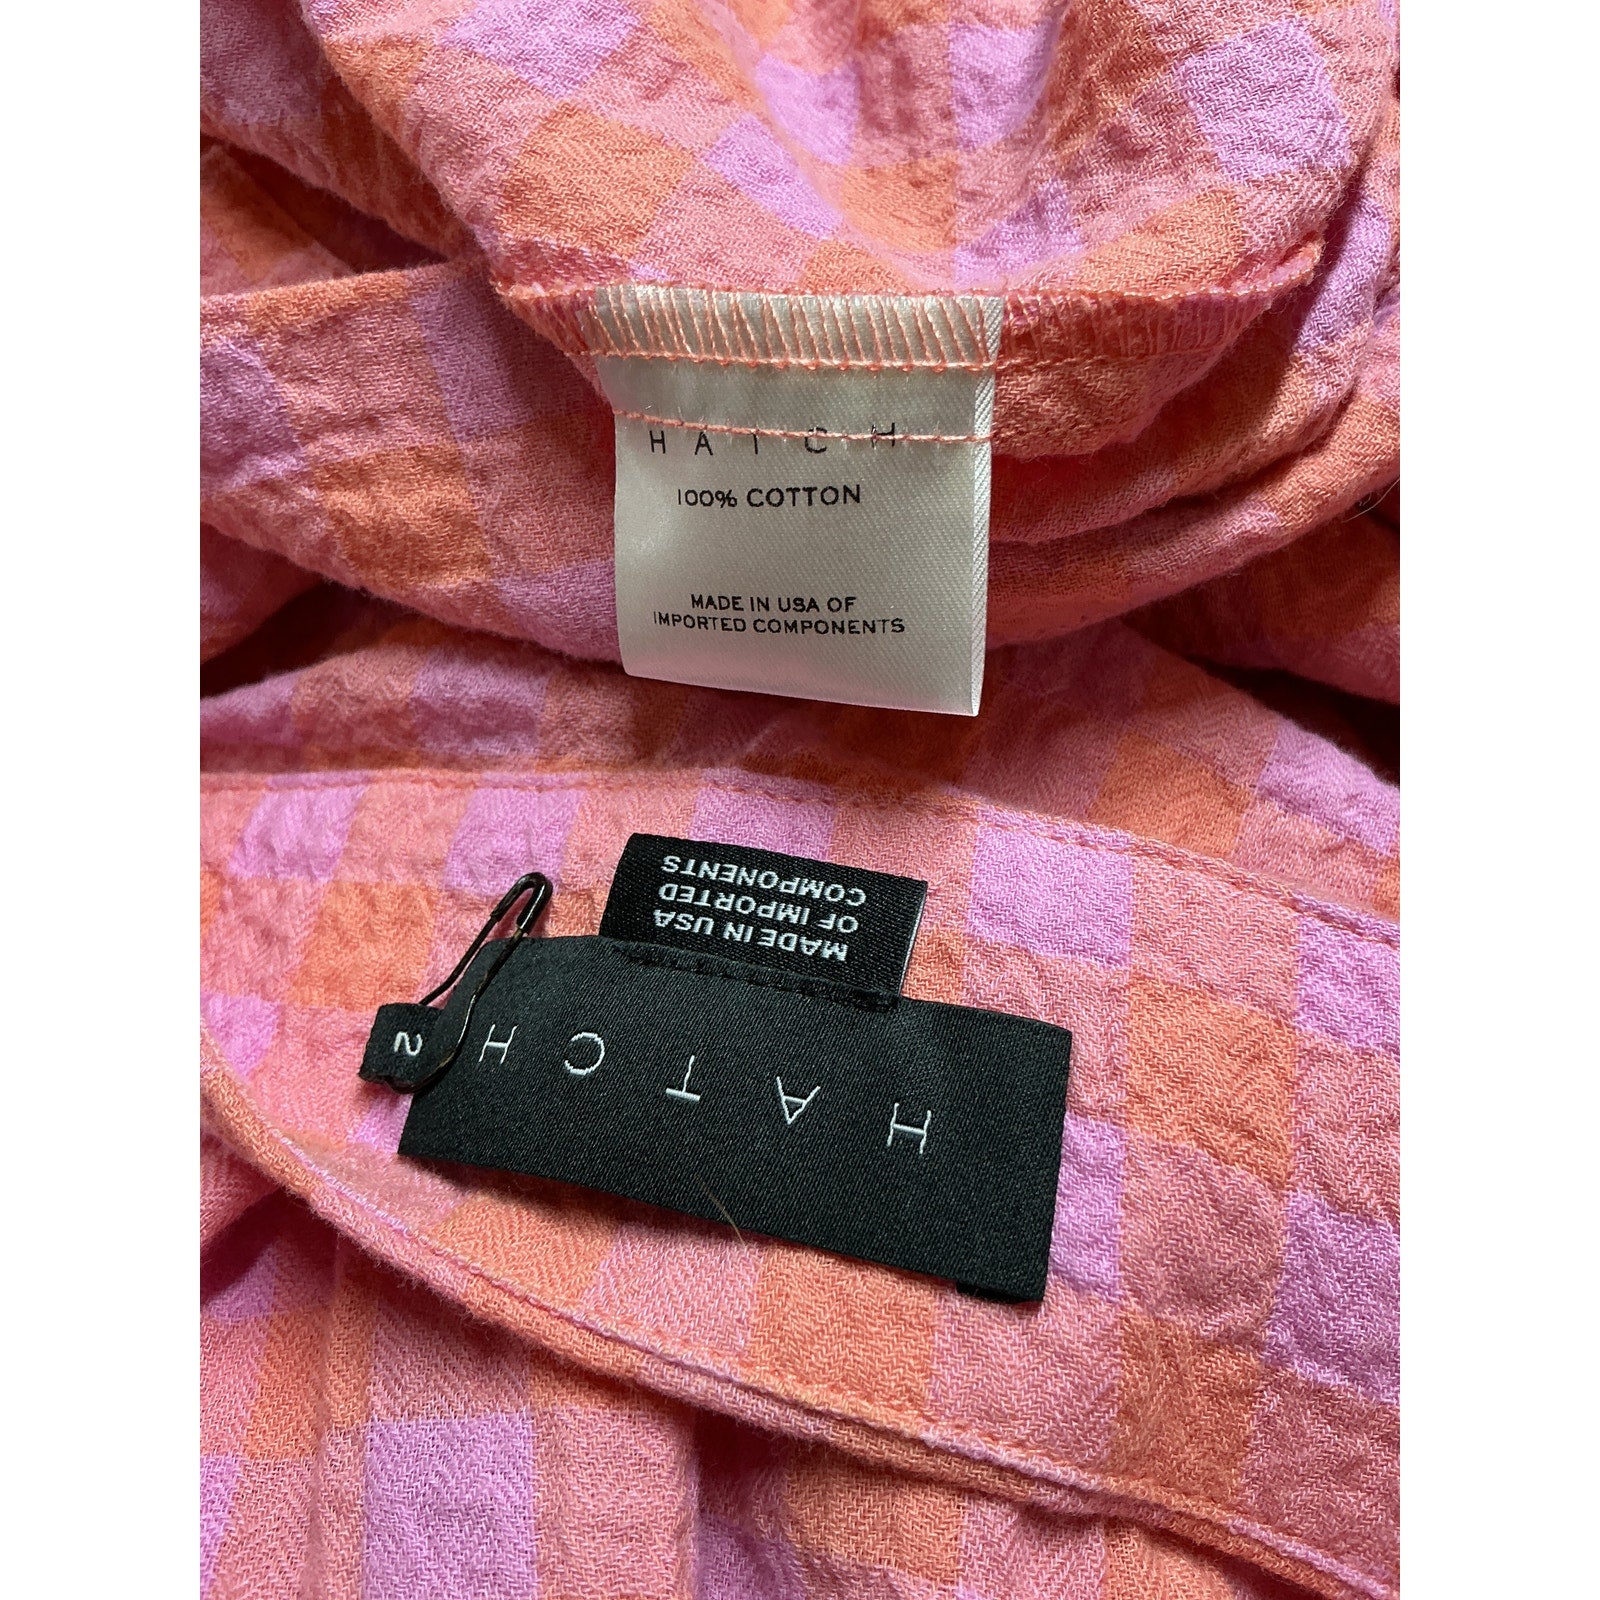 HATCH
100% COTTON
MADE IN USA OF
IMPORTED COMPONENTS
MADE IN USA
OF IMPORTED
COMPONENTS
HATCH
2